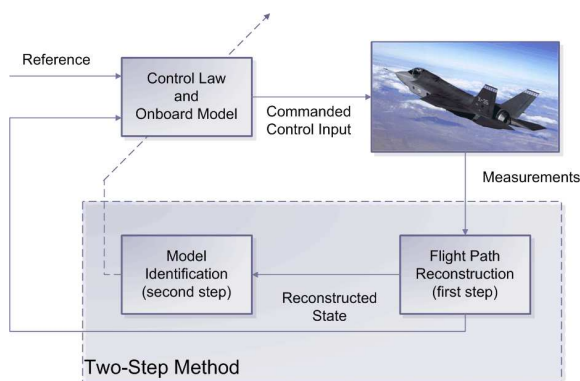 Reference
Control Law
and
Onboard Model
Commanded
Control Input
Measurements
Model
Identification
(second step)
Flight Path
Reconstruction
(first step)
Reconstructed
State
Two-Step Method